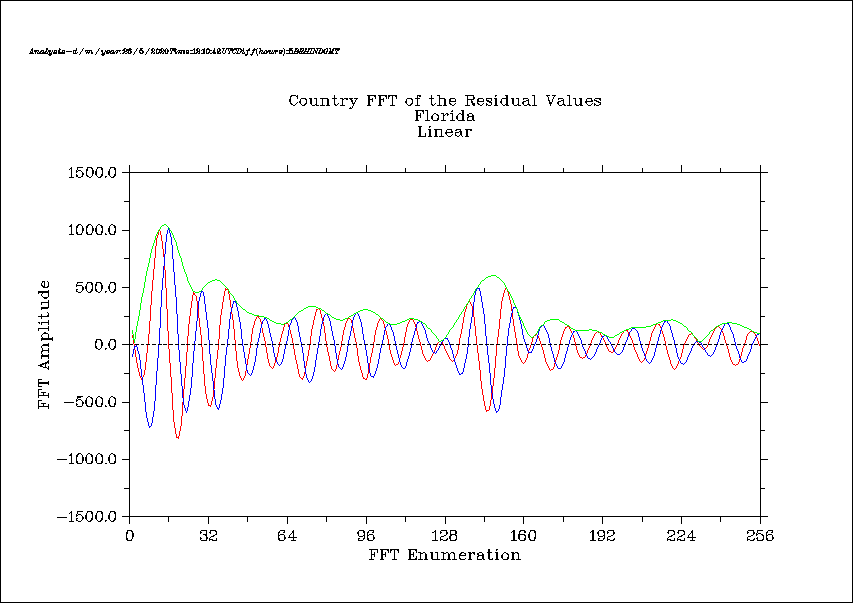 Country FFT of the Residual Values
Florida
Linear
1500.0
1000.0
500.0
0.0
−500.0
−1000.0
−1500.0
FFT Amplitude
0 32 64 96 128 160 192 224 256
FFT Enumeration